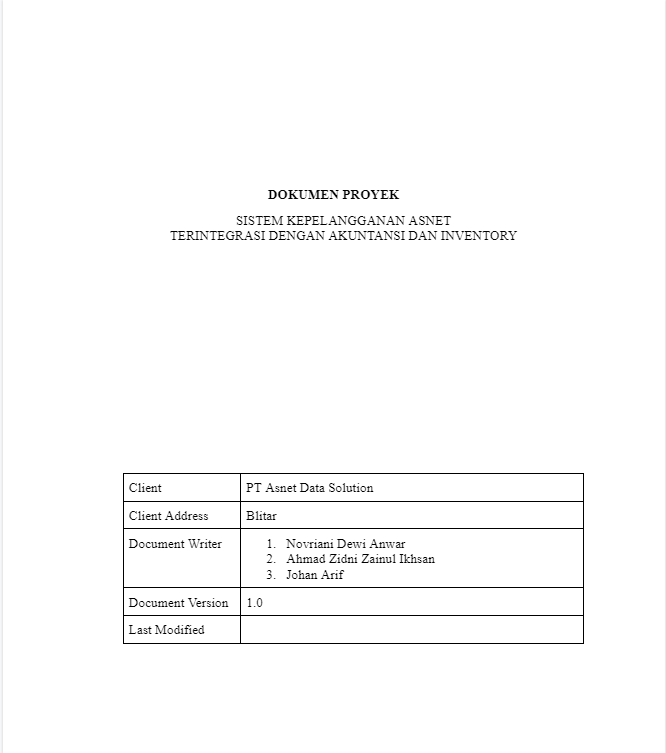 DOKUMEN PROYEK
SISTEM KEPELANGGANAN ASNET
TERINTEGRASI DENGAN AKUNTANSI DAN INVENTORY
Client PT Asnet Data Solution
Client Address Blitar
Document Writer 1. Novriani Dewi Anwar
2. Ahmad Zidni Zainul Ikhsan
3. Johan Arif
Document Version 1.0
Last Modified